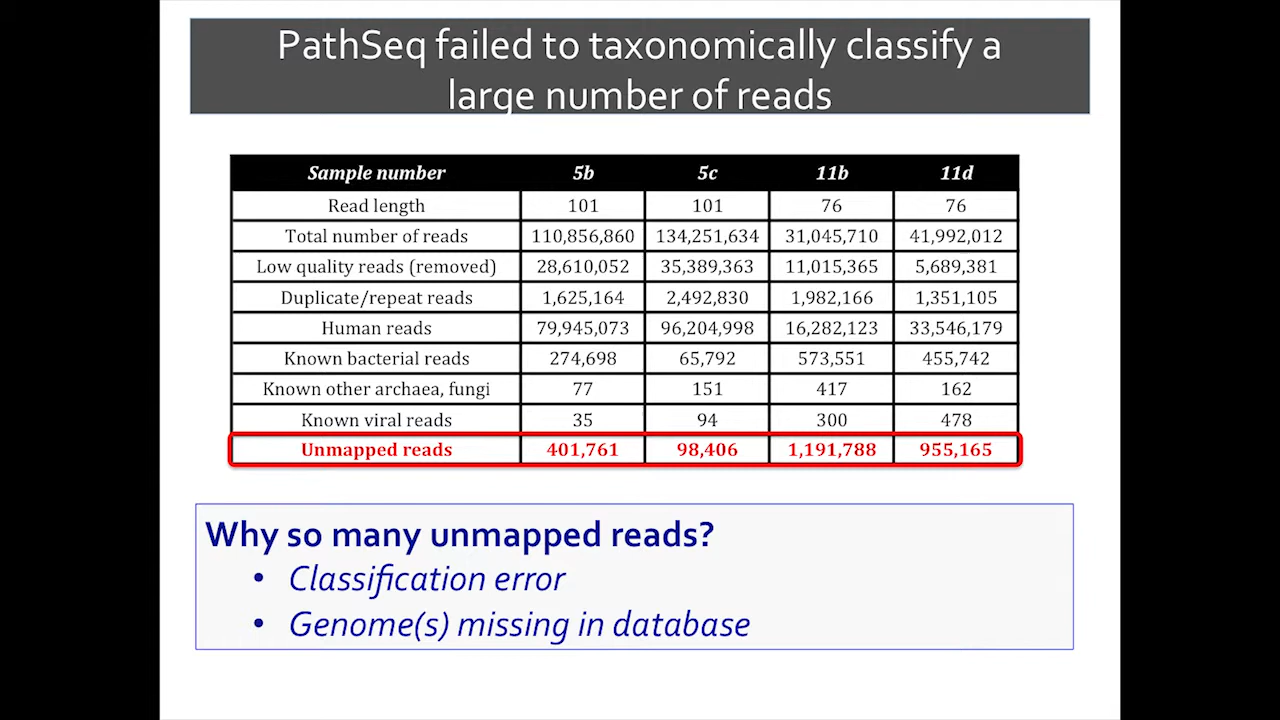 PathSeq failed to taxonomically classify a
large number of reads
Sample number 5b 5c 11b 11d
Read length 101 101 76 76
Total number of reads 110,856,860 134,251,634 31,045,710 41,992,012
Low quality reads (removed) 28,610,052 35,389,363 11,015,365 5,689,381
Duplicate/repeat reads 1,625,164 2,492,830 1,982,166 1,351,105
Human reads 79,945,073 96,204,998 16,282,123 33,546,179
Known bacterial reads 274,698 65,792 573,551 455,742
Known other archaea, fungi 77 151 417 162
Known viral reads 35 94 300 478
Unmapped reads 401,761 98,406 1,191,788 955,165
Why so many unmapped reads?
• Classification error
• Genome(s) missing in database